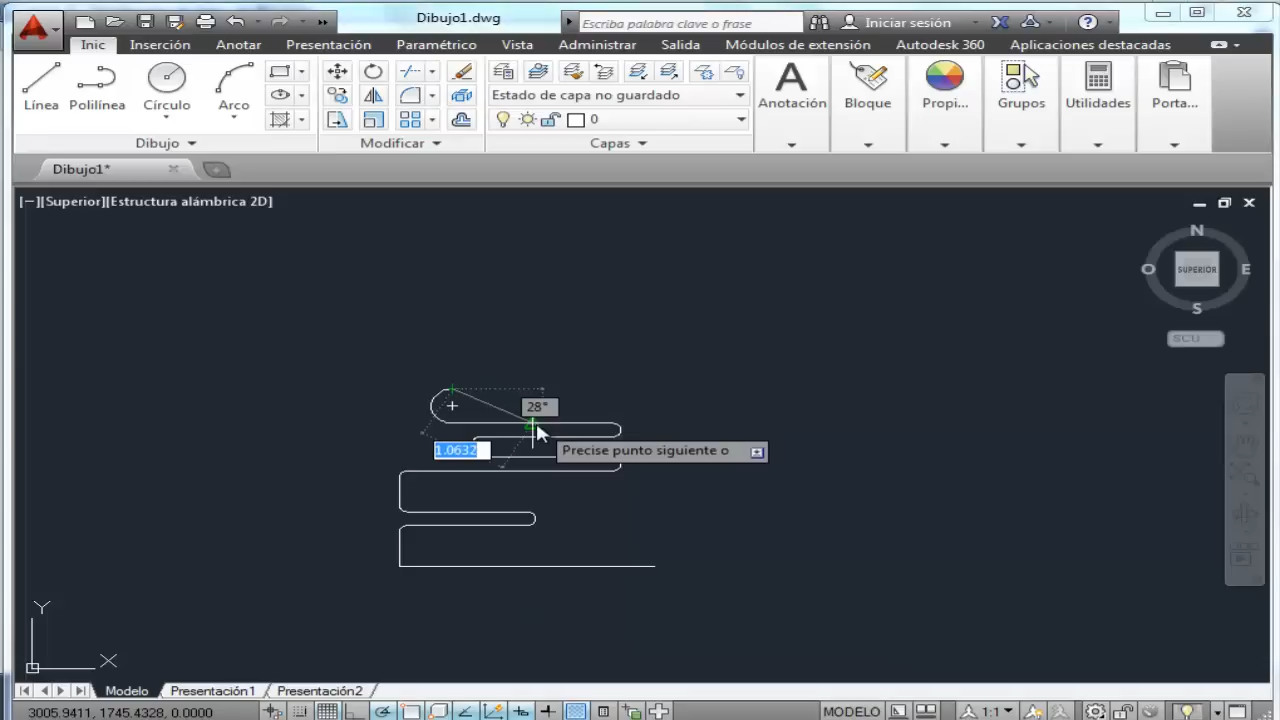 Dibujo1.dwg
Escriba palabra clave o frase
Iniciar sesión
Inic
Inserción
Anotar
Presentación
Paramétrico
Vista
Administrar
Salida
Módulos de extensión
Autodesk 360
Aplicaciones destacadas
Línea
Polilínea
Círculo
Arco
Estado de capa no guardado
0
Anotación
Bloque
Propi...
Grupos
Utilidades
Porta...
Dibujo
Modificar
Capas
Dibujo1*
[−][Superior][Estructura alámbrica 2D]
N
O
SUPERIOR
E
S
SCU
28°
1.0632
Precise punto siguiente o
Y
X
Modelo
Presentación1
Presentación2
3005.9411, 1745.4328, 0.0000
MODELO
1:1